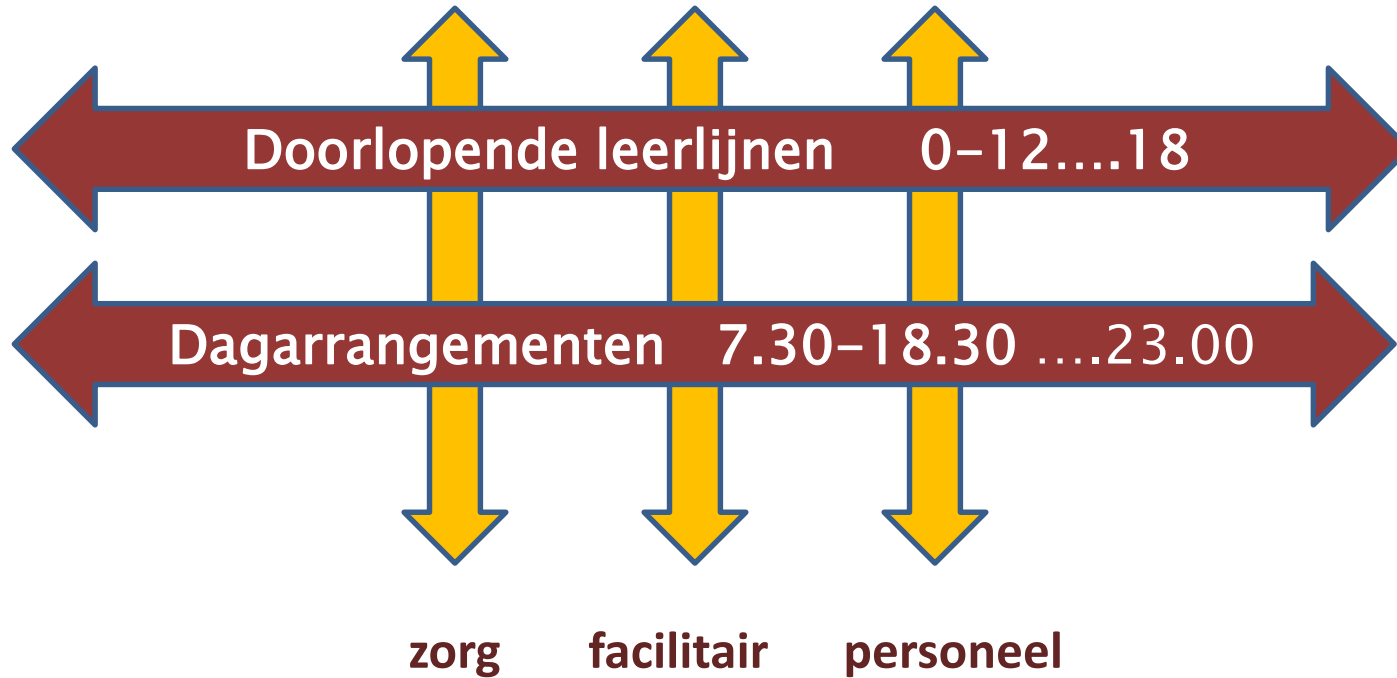 Doorlopende leerlijnen 0-12....18
Dagarrangementen 7.30-18.30 ....23.00
zorg facilitair personeel